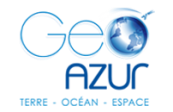 Geo
AZUr
TERRE - OCÉAN - ESPACE